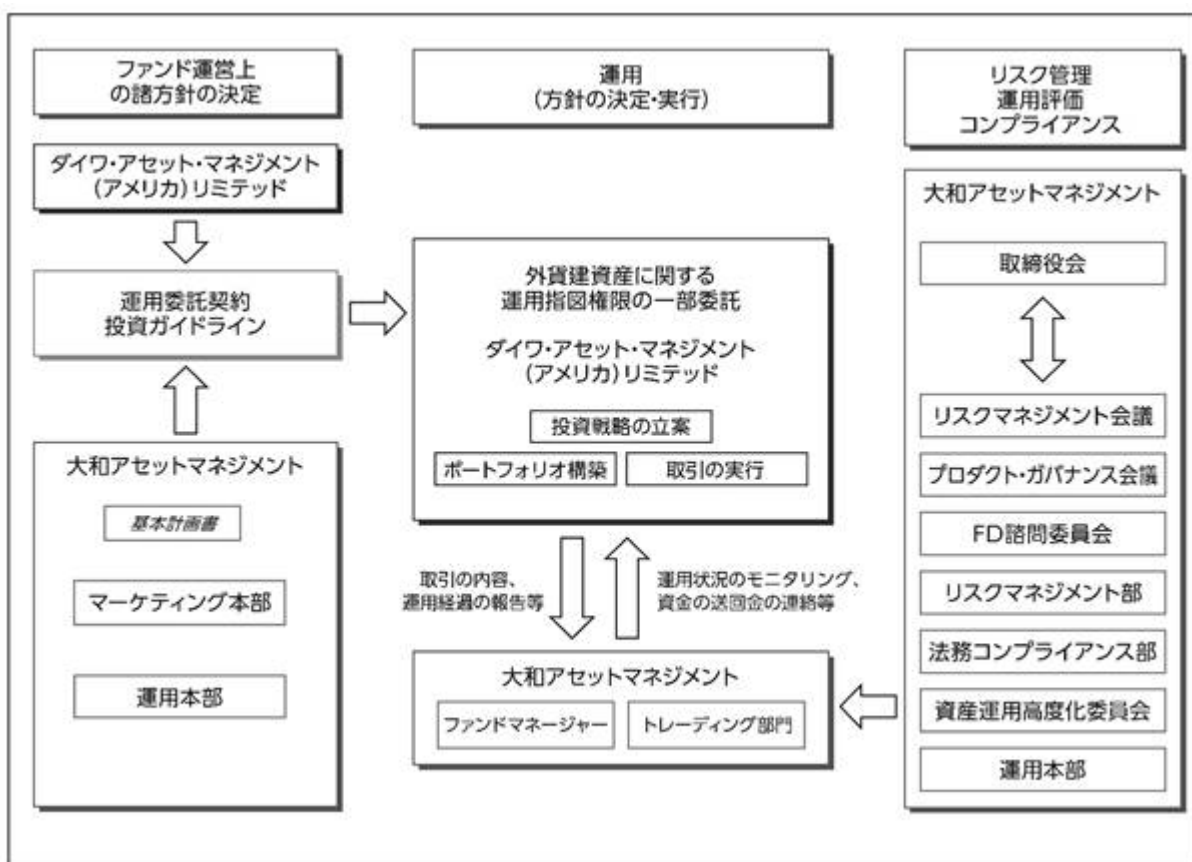 ファンド運営上
の諸方針の決定
ダイワ・アセット・マネジメント
(アメリカ)リミテッド
運用委託契約
投資ガイドライン
大和アセットマネジメント
基本計画書
マーケティング本部
運用本部
運用
(方針の決定・実行)
外貨建資産に関する
運用指図権限の一部委託
ダイワ・アセット・マネジメント
(アメリカ)リミテッド
投資戦略の立案
ポートフォリオ構築
取引の実行
取引の内容、
運用経過の報告等
運用状況のモニタリング、
資金の送回金の連絡等
大和アセットマネジメント
ファンドマネージャー
トレーディング部門
リスク管理
運用評価
コンプライアンス
大和アセットマネジメント
取締役会
リスクマネジメント会議
プロダクト・ガバナンス会議
FD諮問委員会
リスクマネジメント部
法務コンプライアンス部
資産運用高度化委員会
運用本部